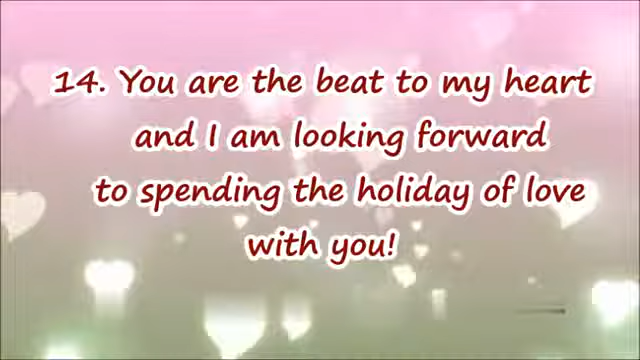 14. You are the beat to my heart
and I am looking forward
to spending the holiday of love
with you!